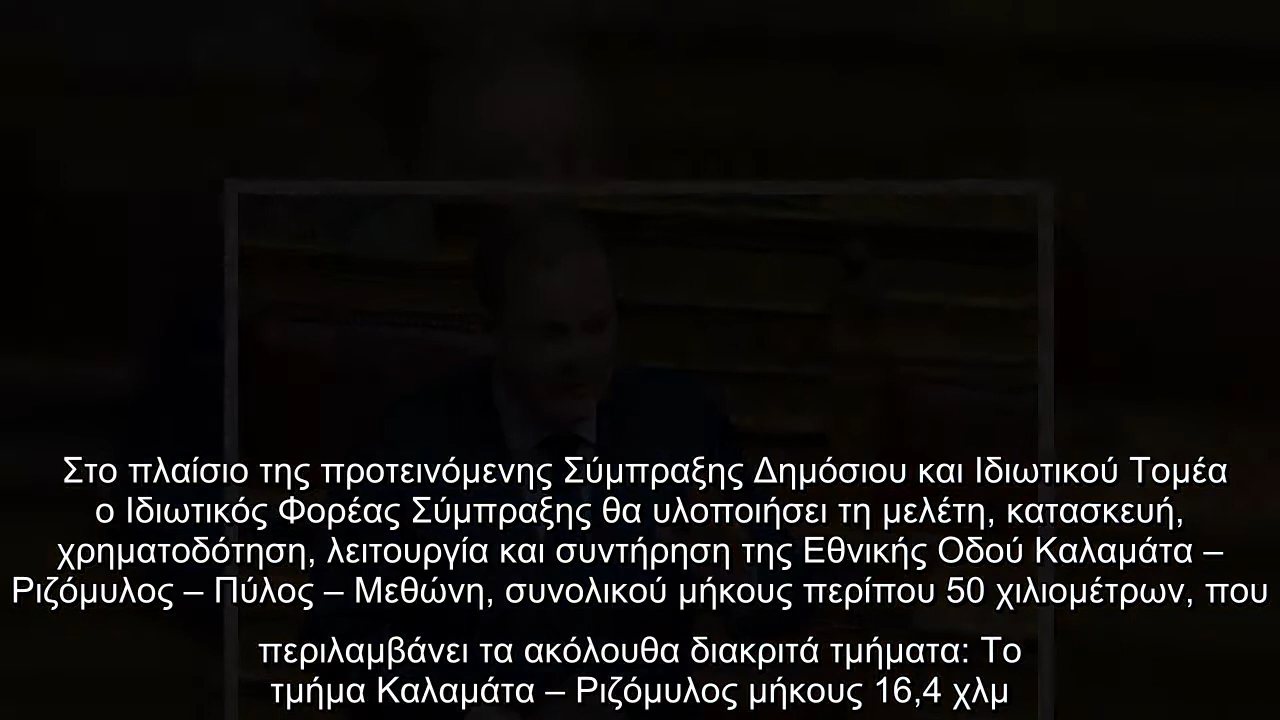 Στο πλαίσιο της προτεινόμενης Σύμπραξης Δημόσιου και Ιδιωτικού Τομέα
ο Ιδιωτικός Φορέας Σύμπραξης θα υλοποιήσει τη μελέτη, κατασκευή,
χρηματοδότηση, λειτουργία και συντήρηση της Εθνικής Οδού Καλαμάτα –
Ριζόμυλος – Πύλος – Μεθώνη, συνολικού μήκους περίπου 50 χιλιομέτρων, που
περιλαμβάνει τα ακόλουθα διακριτά τμήματα: Το
τμήμα Καλαμάτα – Ριζόμυλος μήκους 16,4 χλμ